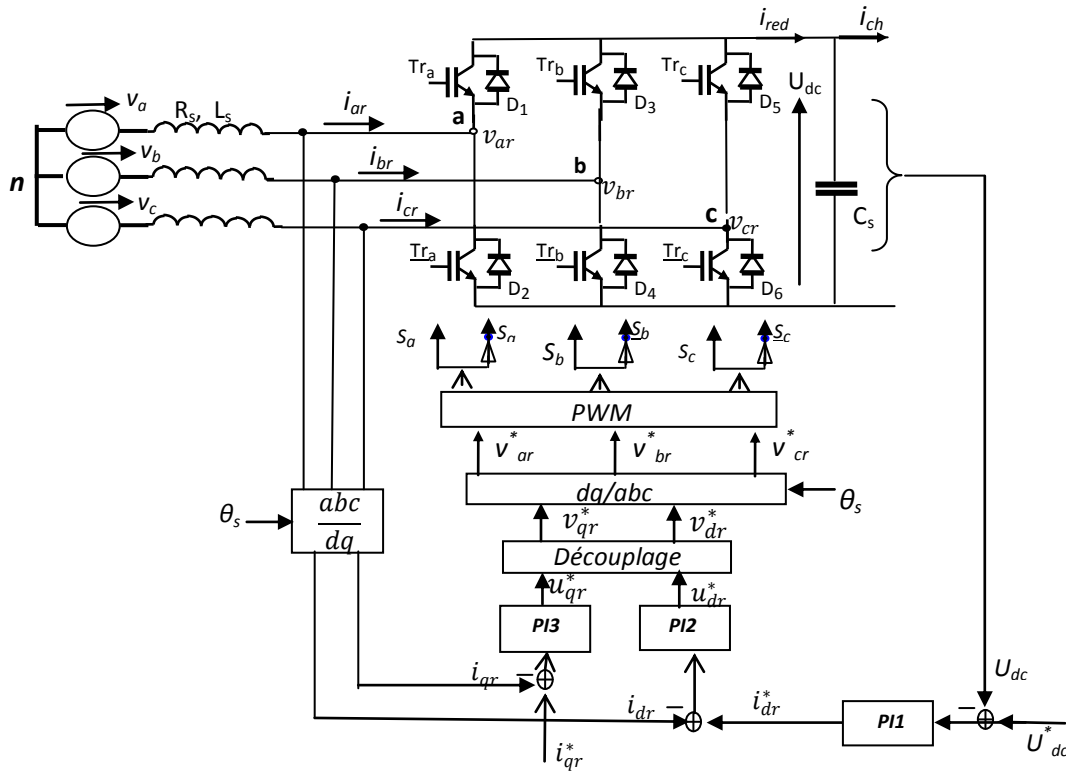 i_red
i_ch
Tr_a
D_1
Tr_b
D_3
Tr_c
D_5
U_dc
C_s
n
v_a
R_s, L_s
i_ar
a
v_ar
v_b
i_br
b
v_br
v_c
i_cr
c
v_cr
Tr_a
D_2
Tr_b
D_4
Tr_c
D_6
S_a
S_a
S_b
S_b
S_c
S_c
PWM
v*_ar
v*_br
v*_cr
dq/abc
θ_s
θ_s
abc
dq
v*_qr
v*_dr
Découplage
u*_qr
u*_dr
PI3
PI2
i_qr
−
i_dr
−
i*_dr
PI1
−
U_dc
U*_dc
i*_qr